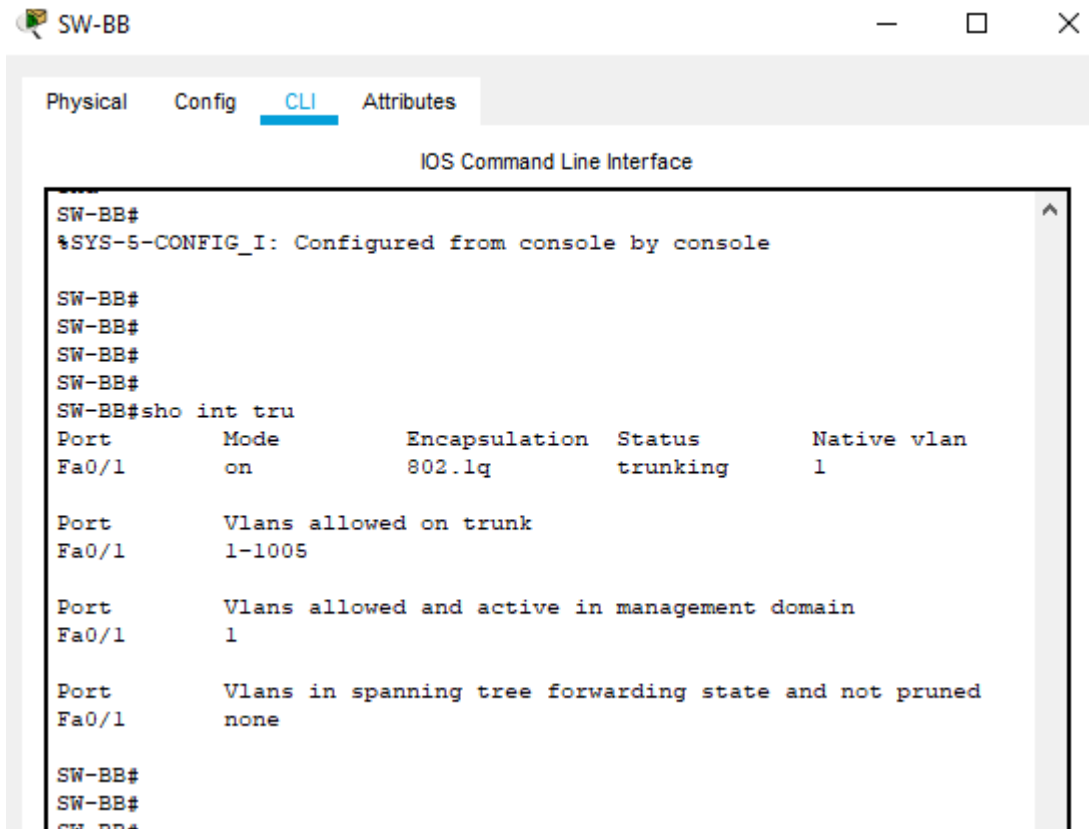 SW-BB
Physical Config CLI Attributes
IOS Command Line Interface
SW-BB#
%SYS-5-CONFIG_I: Configured from console by console
SW-BB#
SW-BB#
SW-BB#
SW-BB#
SW-BB#sho int tru
Port Mode Encapsulation Status Native vlan
Fa0/1 on 802.1q trunking 1
Port Vlans allowed on trunk
Fa0/1 1-1005
Port Vlans allowed and active in management domain
Fa0/1 1
Port Vlans in spanning tree forwarding state and not pruned
Fa0/1 none
SW-BB#
SW-BB#